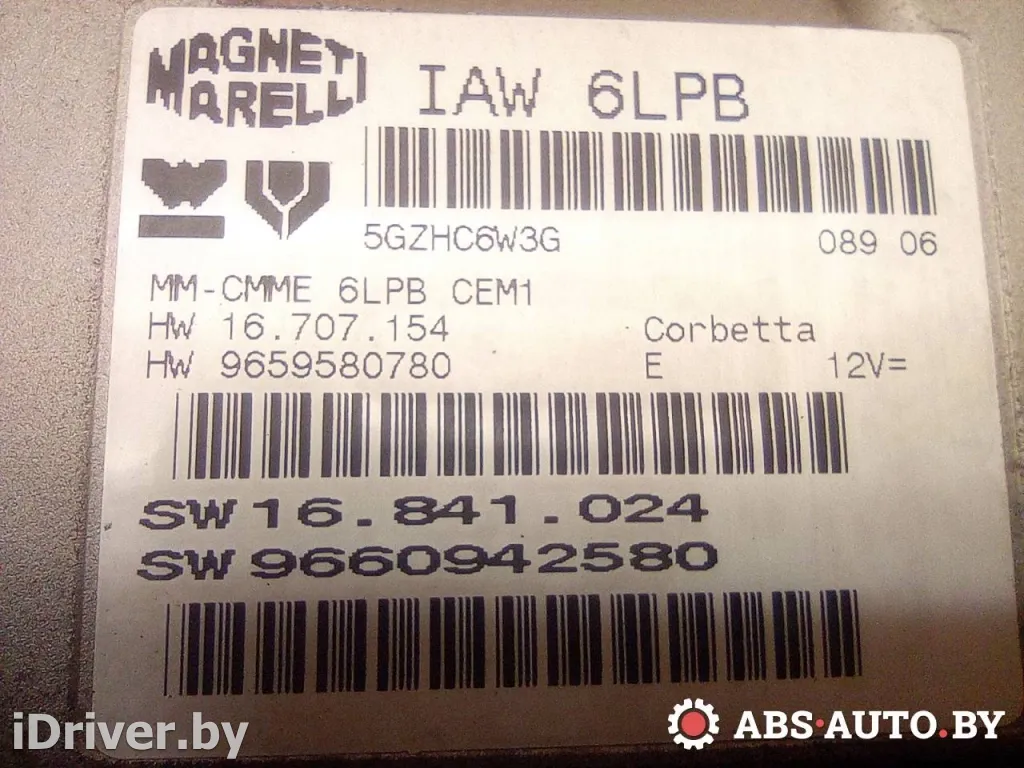 MAGNETI
MARELLI
IAW 6LPB
5GZHC6W3G 089 06
MM-CMME 6LPB CEM1
HW 16.707.154 Corbetta
HW 9659580780 E 12V=
SW 16.841.024
SW 9660942580
iDriver.by
ABS-AUTO.BY